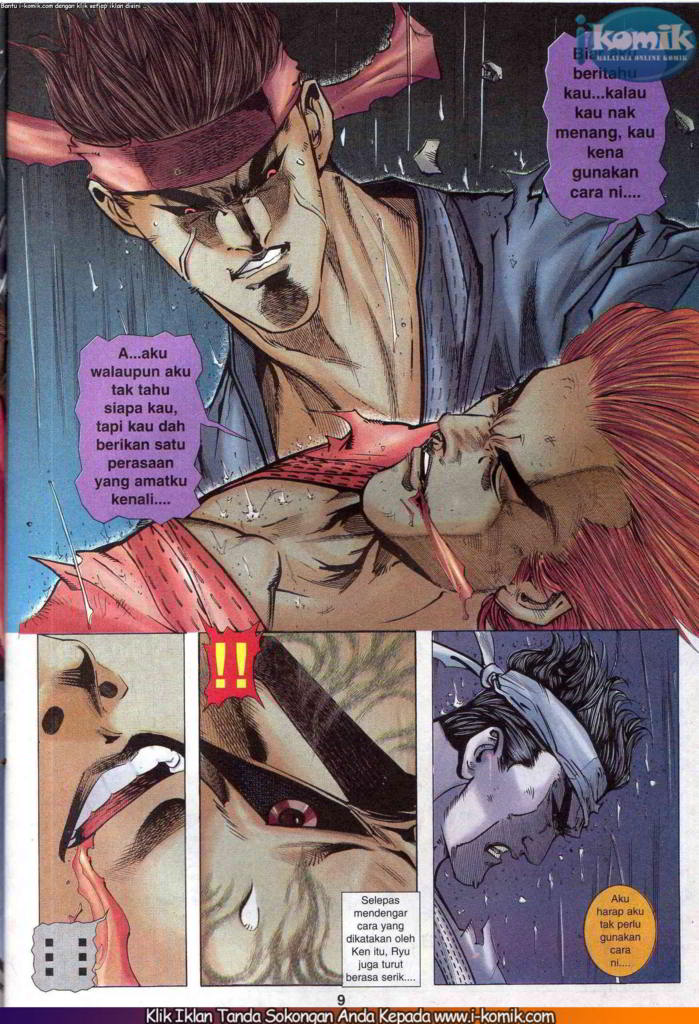 Bantu i-komik.com dengan klik setiap iklan disini ..
i komik
MALAYSIA ONLINE KOMIK
beritahu
kau...kalau
kau nak
menang, kau
kena
gunakan
cara ni....
A...aku
walaupun aku
tak tahu
siapa kau,
tapi kau dah
berikan satu
perasaan
yang amatku
kenali....
!!
Selepas
mendengar
cara yang
dikatakan oleh
Ken itu, Ryu
juga turut
berasa serik....
Aku
harap aku
tak perlu
gunakan
cara
ni....
9
Klik Iklan Tanda Sokongan Anda Kepada www.i-komik.com